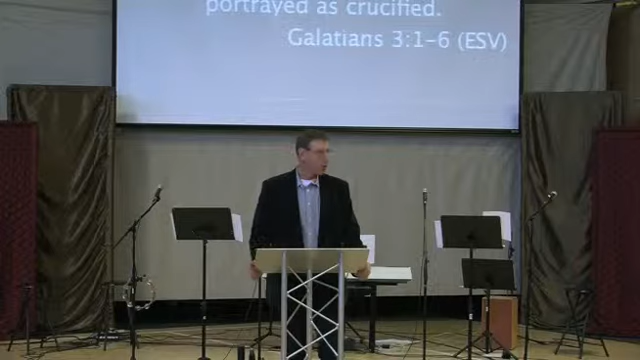 portrayed as crucified.
Galatians 3:1-6 (ESV)